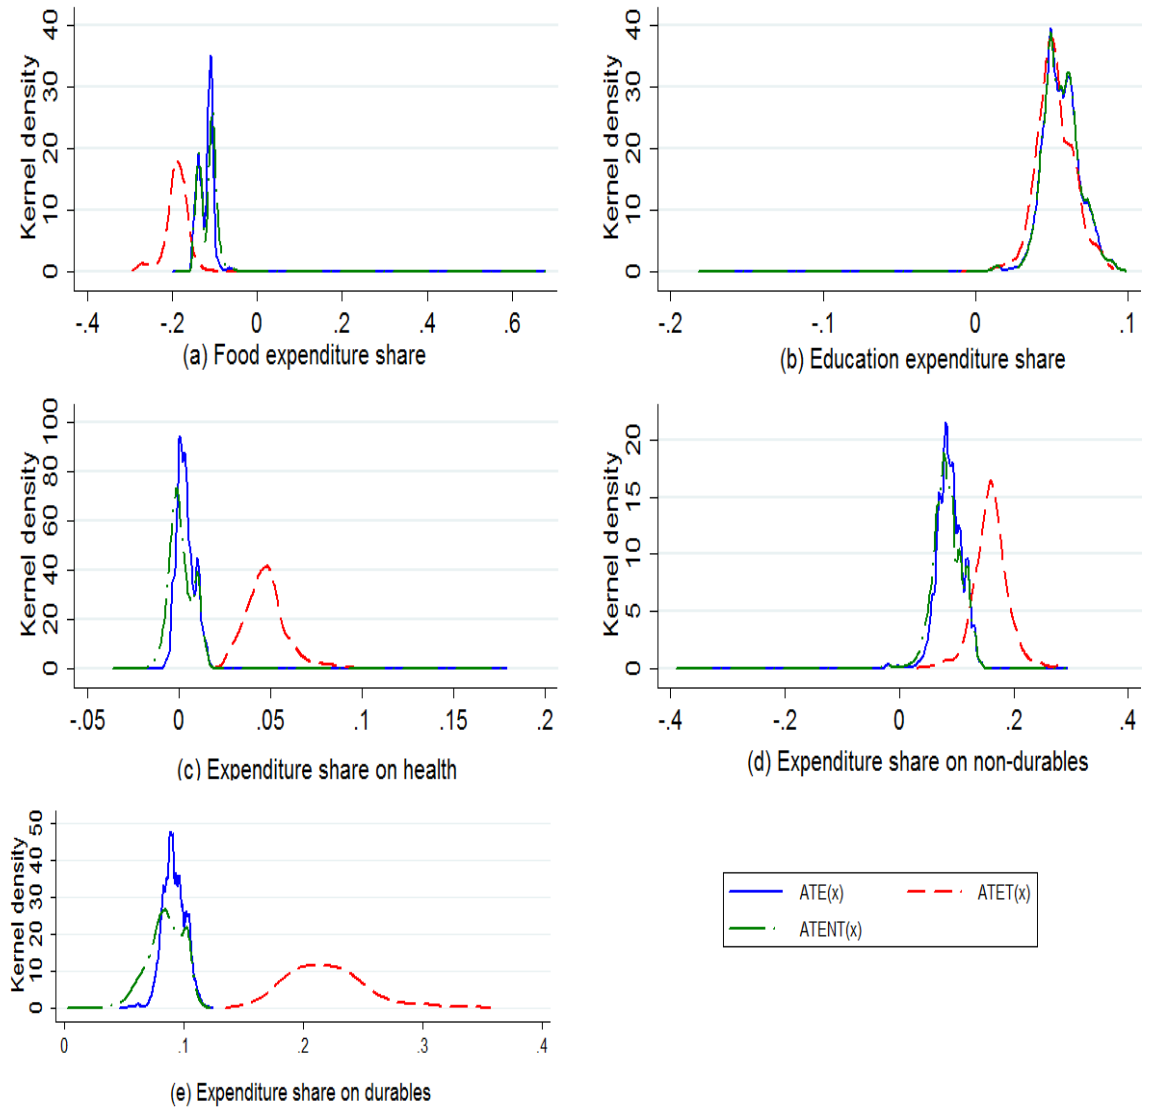 Kernel density
0 10 20 30 40
-.4 -.2 0 .2 .4 .6
(a) Food expenditure share
Kernel density
0 10 20 30 40
-.2 -.1 0 .1
(b) Education expenditure share
Kernel density
0 20 40 60 80 100
-.05 0 .05 .1 .15 .2
(c) Expenditure share on health
Kernel density
0 5 10 15 20
-.4 -.2 0 .2 .4
(d) Expenditure share on non-durables
Kernel density
0 10 20 30 40 50
0 .1 .2 .3 .4
(e) Expenditure share on durables
ATE(x) ATET(x)
ATENT(x)